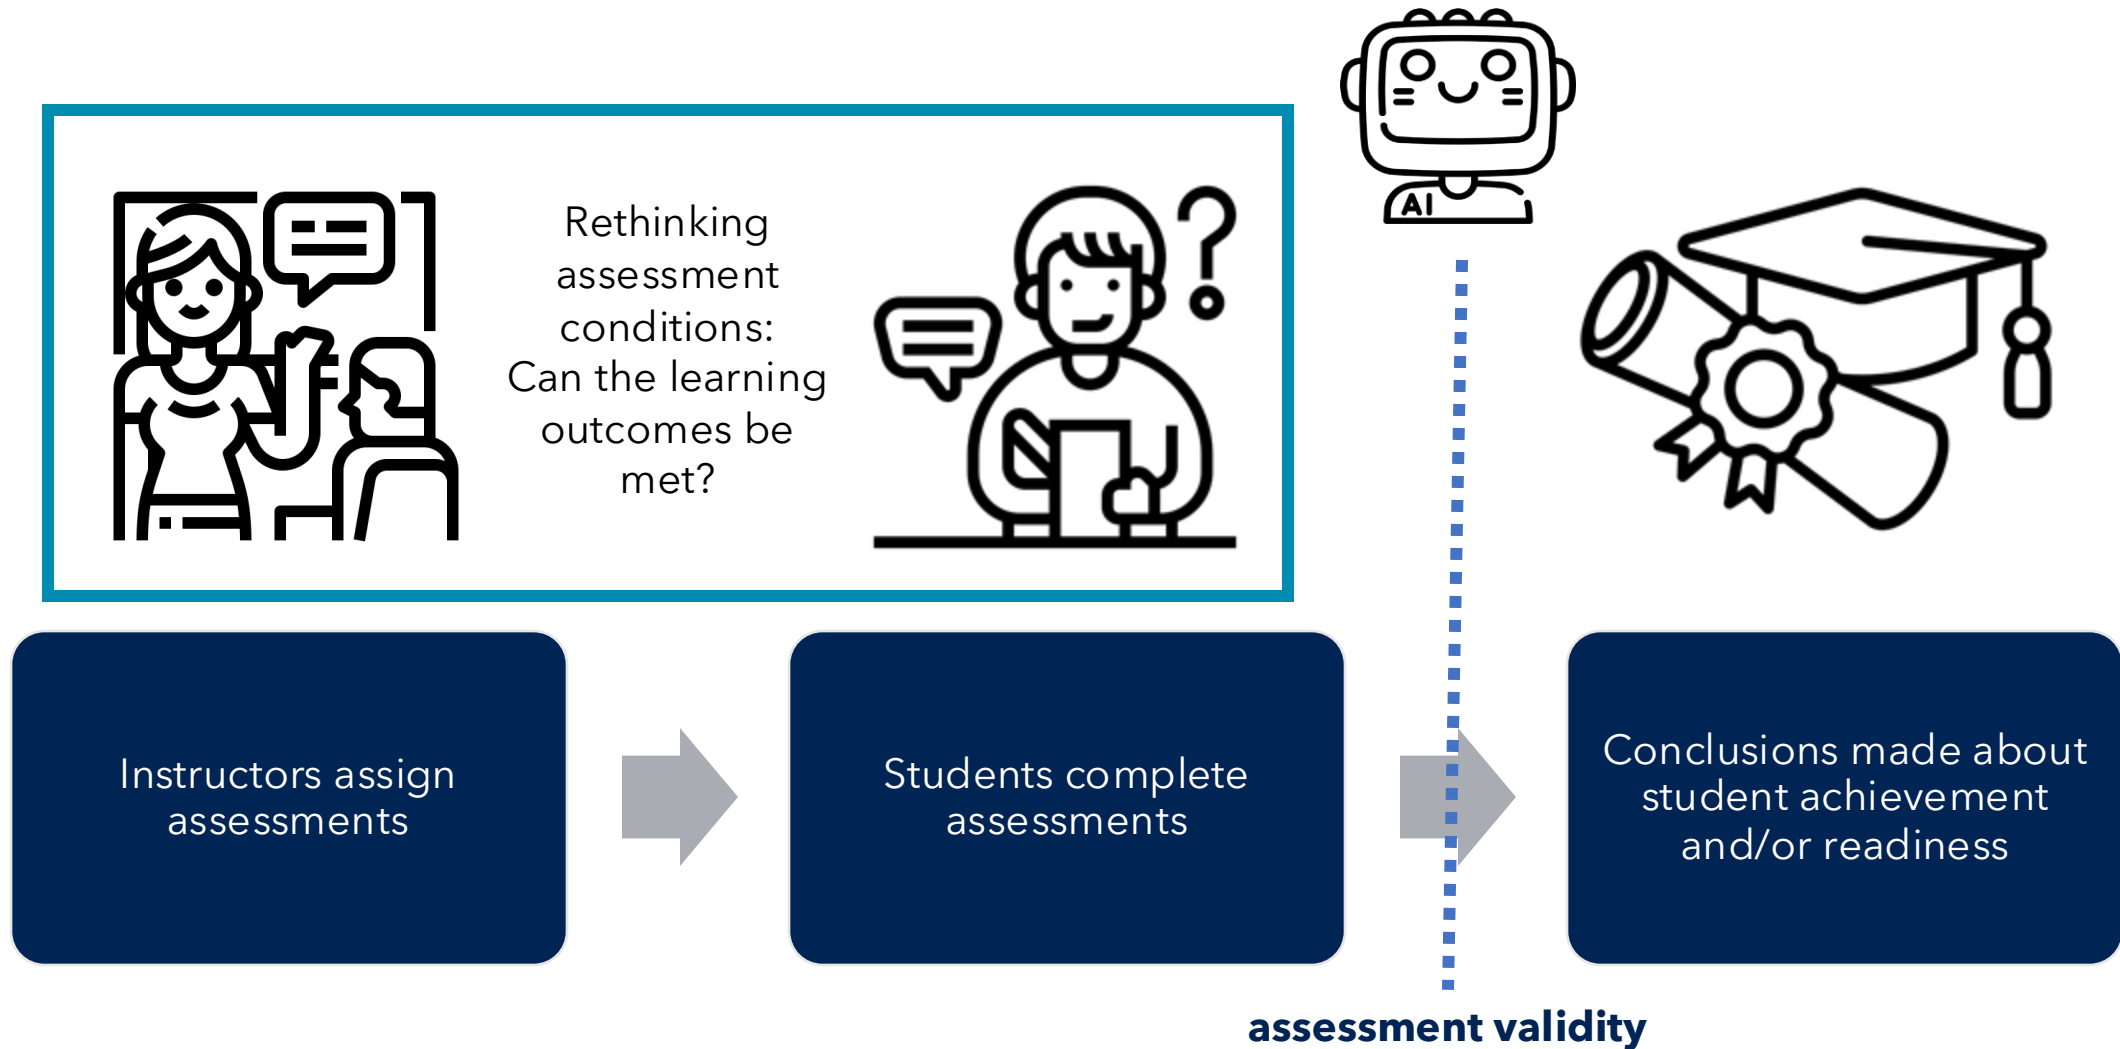 AI
Rethinking
assessment
conditions:
Can the learning
outcomes be
met?
Instructors assign
assessments
Students complete
assessments
Conclusions made about
student achievement
and/or readiness
assessment validity